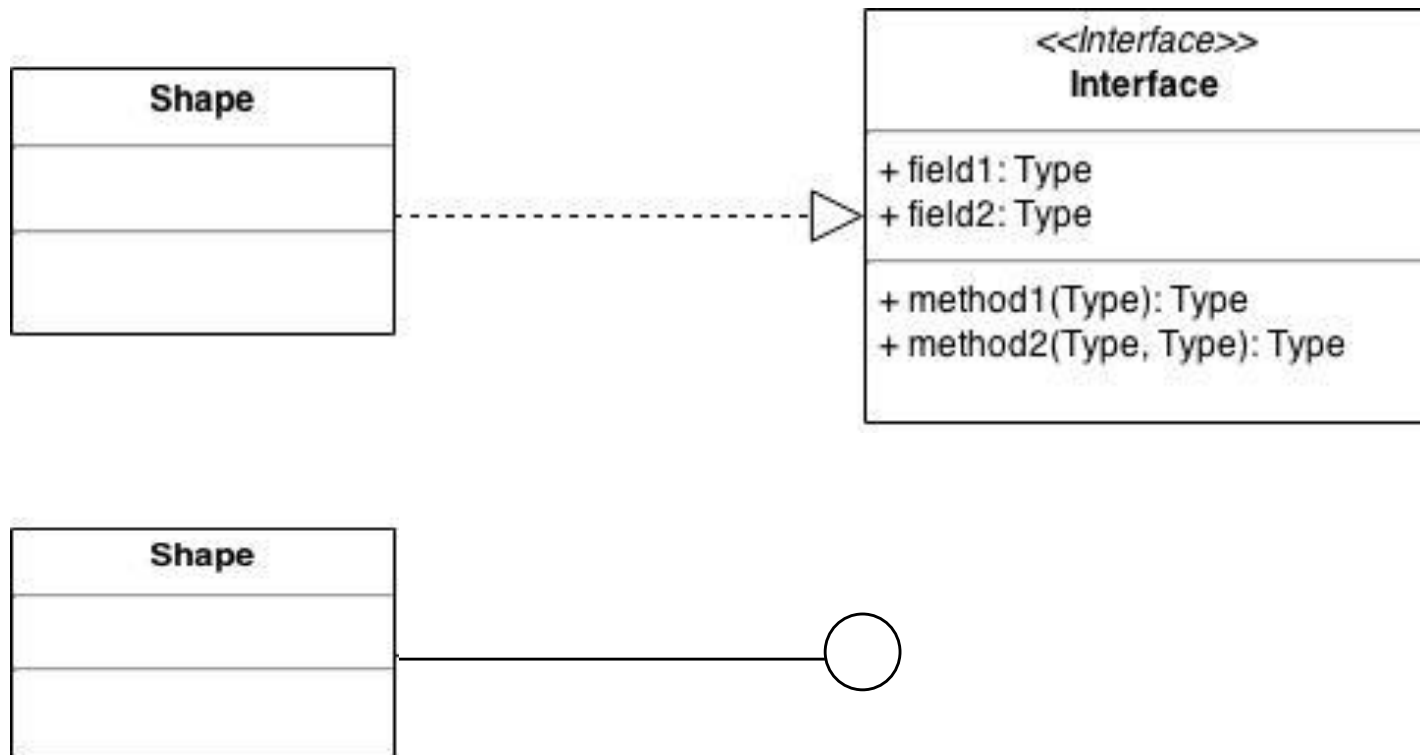 Shape
<<Interface>>
Interface
+ field1: Type
+ field2: Type
+ method1(Type): Type
+ method2(Type, Type): Type
Shape